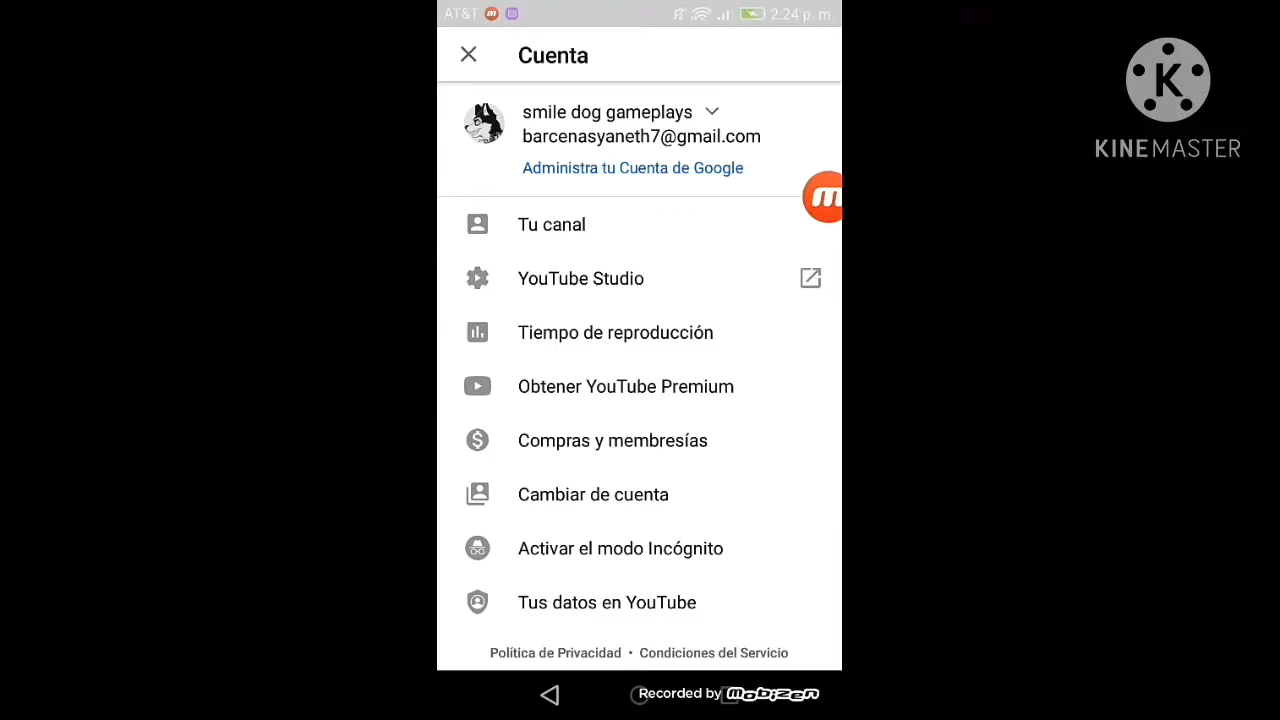 AT&T 2:24 p. m.
Cuenta
smile dog gameplays
barcenasyaneth7@gmail.com
Administra tu Cuenta de Google
Tu canal
YouTube Studio
Tiempo de reproducción
Obtener YouTube Premium
Compras y membresías
Cambiar de cuenta
Activar el modo Incógnito
Tus datos en YouTube
Política de Privacidad • Condiciones del Servicio
Recorded by mobizen
K
KINEMASTER